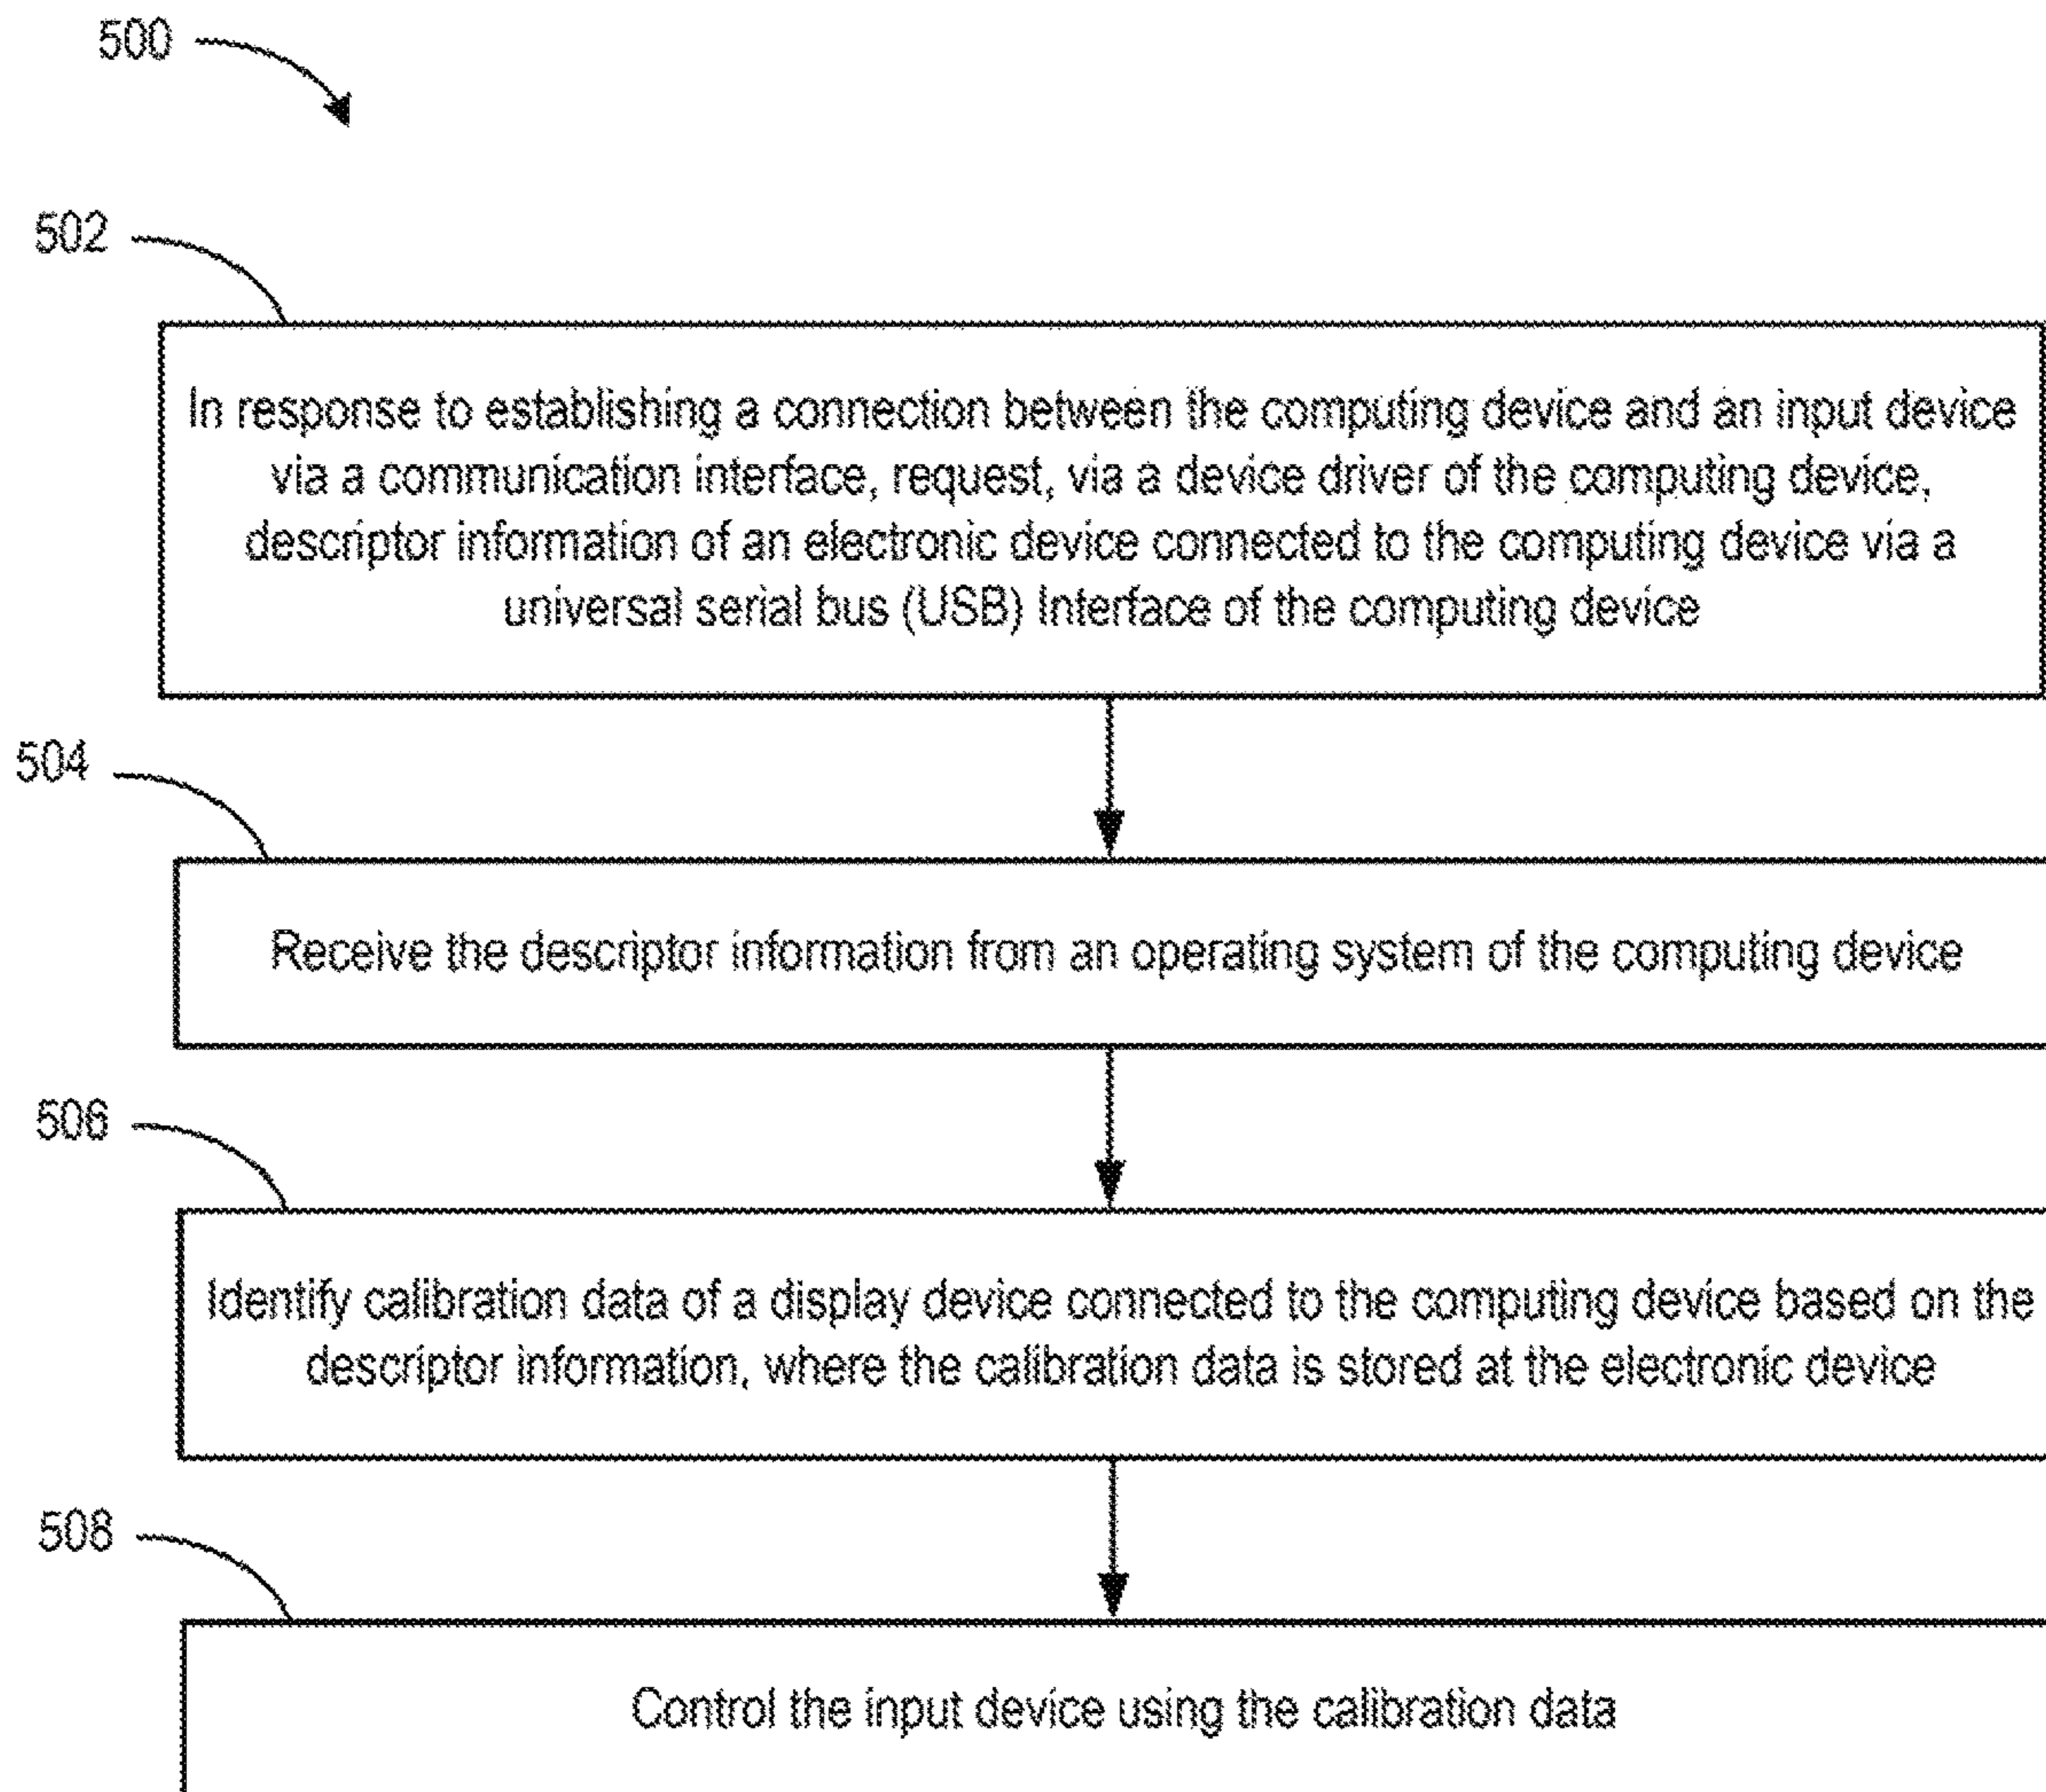 500
502
In response to establishing a connection between the computing device and an input device
via a communication interface, request, via a device driver of the computing device,
descriptor information of an electronic device connected to the computing device via a
universal serial bus (USB) Interface of the computing device
504
Receive the descriptor information from an operating system of the computing device
506
Identify calibration data of a display device connected to the computing device based on the
descriptor information, where the calibration data is stored at the electronic device
508
Control the input device using the calibration data